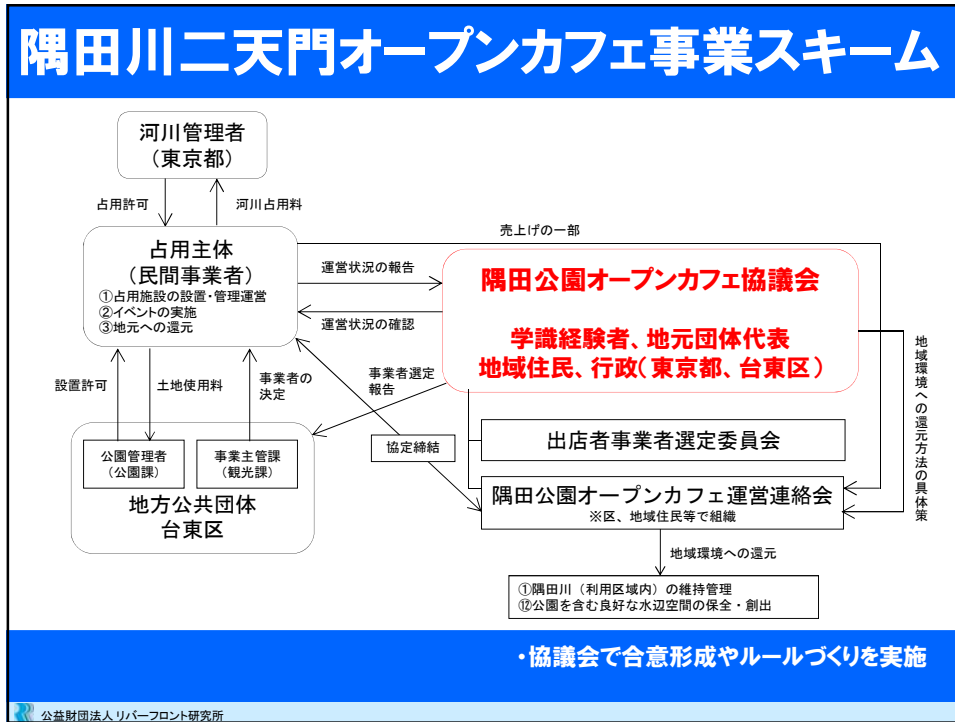 隅田川二天門オープンカフェ事業スキーム
河川管理者
（東京都）
占用許可
河川占用料
売上げの一部
占用主体
（民間事業者）
①占用施設の設置・管理運営
②イベントの実施
③地元への還元
運営状況の報告
運営状況の確認
隅田公園オープンカフェ協議会
学識経験者、地元団体代表
地域住民、行政（東京都、台東区）
設置許可
土地使用料
事業者の
決定
事業者選定
報告
地域環境への還元方法の具体策
協定締結
出店者事業者選定委員会
公園管理者
（公園課）
事業主管課
（観光課）
地方公共団体
台東区
隅田公園オープンカフェ運営連絡会
※区、地域住民等で組織
地域環境への還元
①隅田川（利用区域内）の維持管理
⑫公園を含む良好な水辺空間の保全・創出
・協議会で合意形成やルールづくりを実施
公益財団法人 リバーフロント研究所